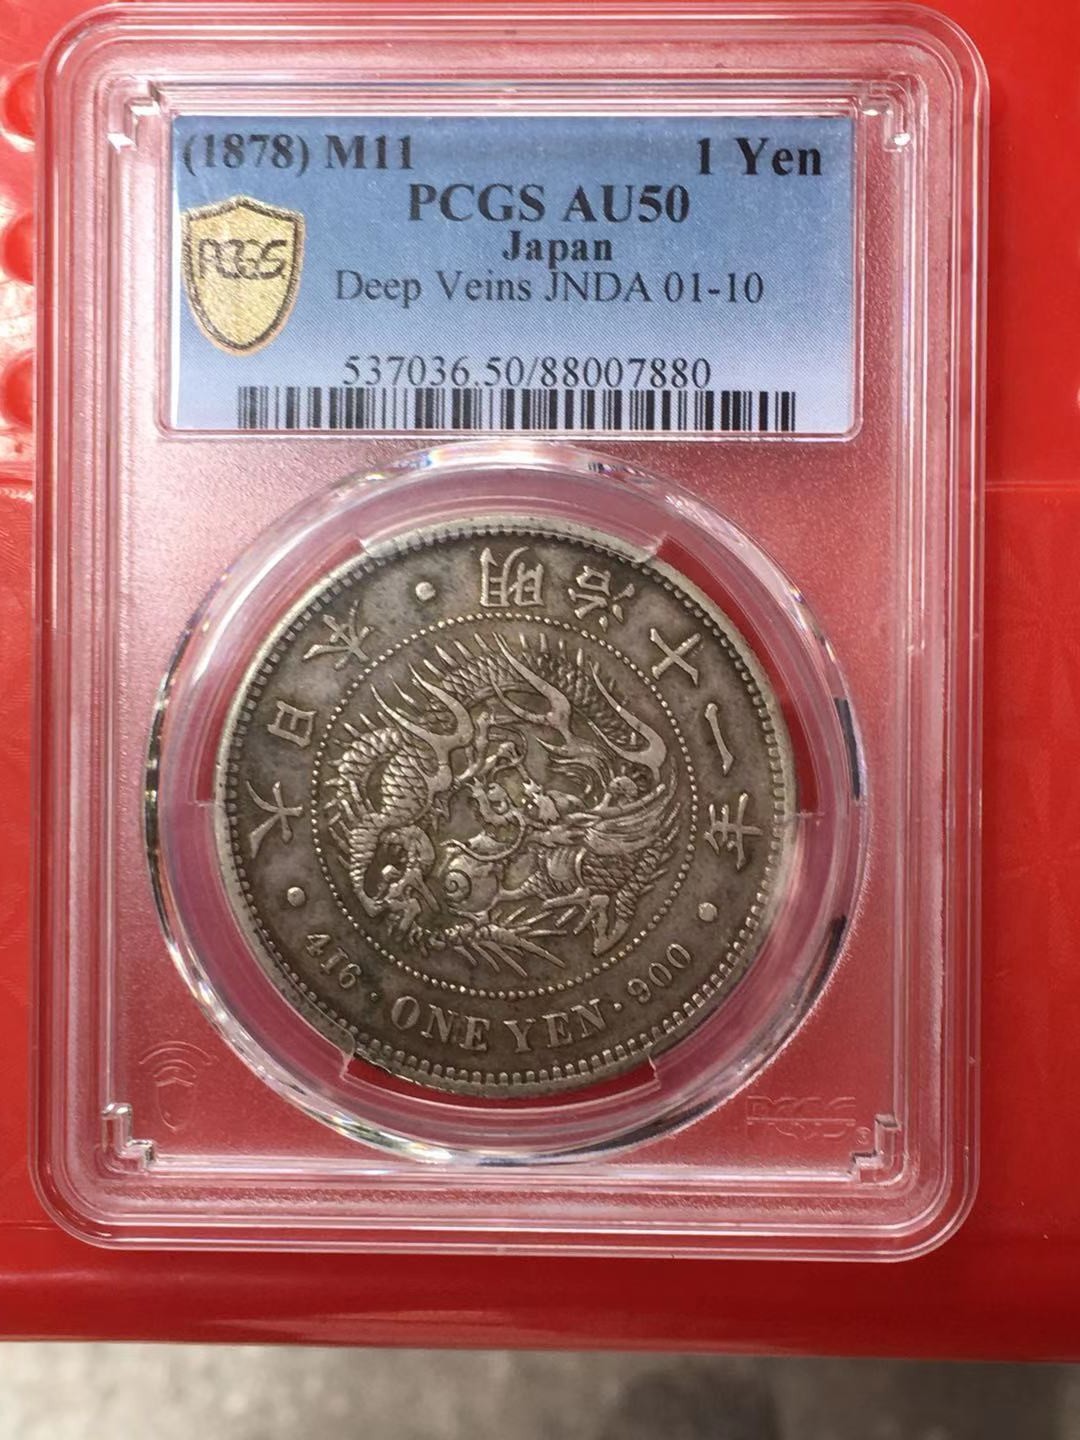 (1878) M11 1 Yen
PCGS AU50
PCGS
Japan
Deep Veins JNDA 01-10
537036.50/88007880
大日本 · 明治十一年
416 · ONE YEN · 900
PCGS